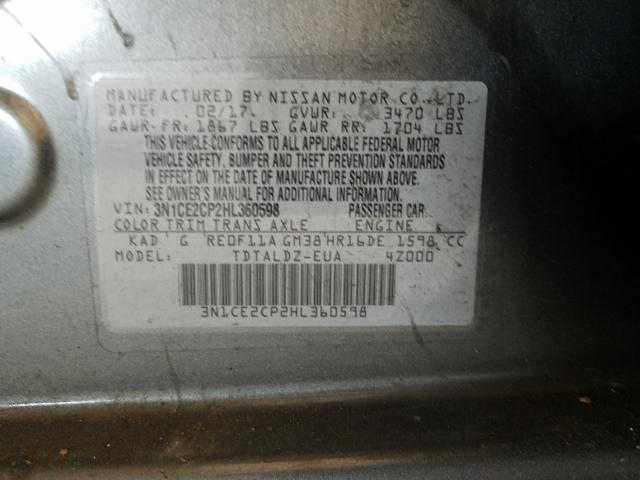 MANUFACTURED BY NISSAN MOTOR CO.,LTD.
DATE: 02/17 GVWR: 3470 LBS
GAWR FR: 1867 LBS GAWR RR: 1704 LBS
THIS VEHICLE CONFORMS TO ALL APPLICABLE FEDERAL MOTOR
VEHICLE SAFETY, BUMPER AND THEFT PREVENTION STANDARDS
IN EFFECT ON THE DATE OF MANUFACTURE SHOWN ABOVE.
SEE OWNER'S MANUAL FOR ADDITIONAL INFORMATION.
VIN: 3N1CE2CP2HL360598 PASSENGER CAR
COLOR TRIM TRANS AXLE ENGINE
KAD G RE0F11A GM38 HR16DE 1598 CC
MODEL: TDTALDZ-EUA 4Z000
3N1CE2CP2HL360598